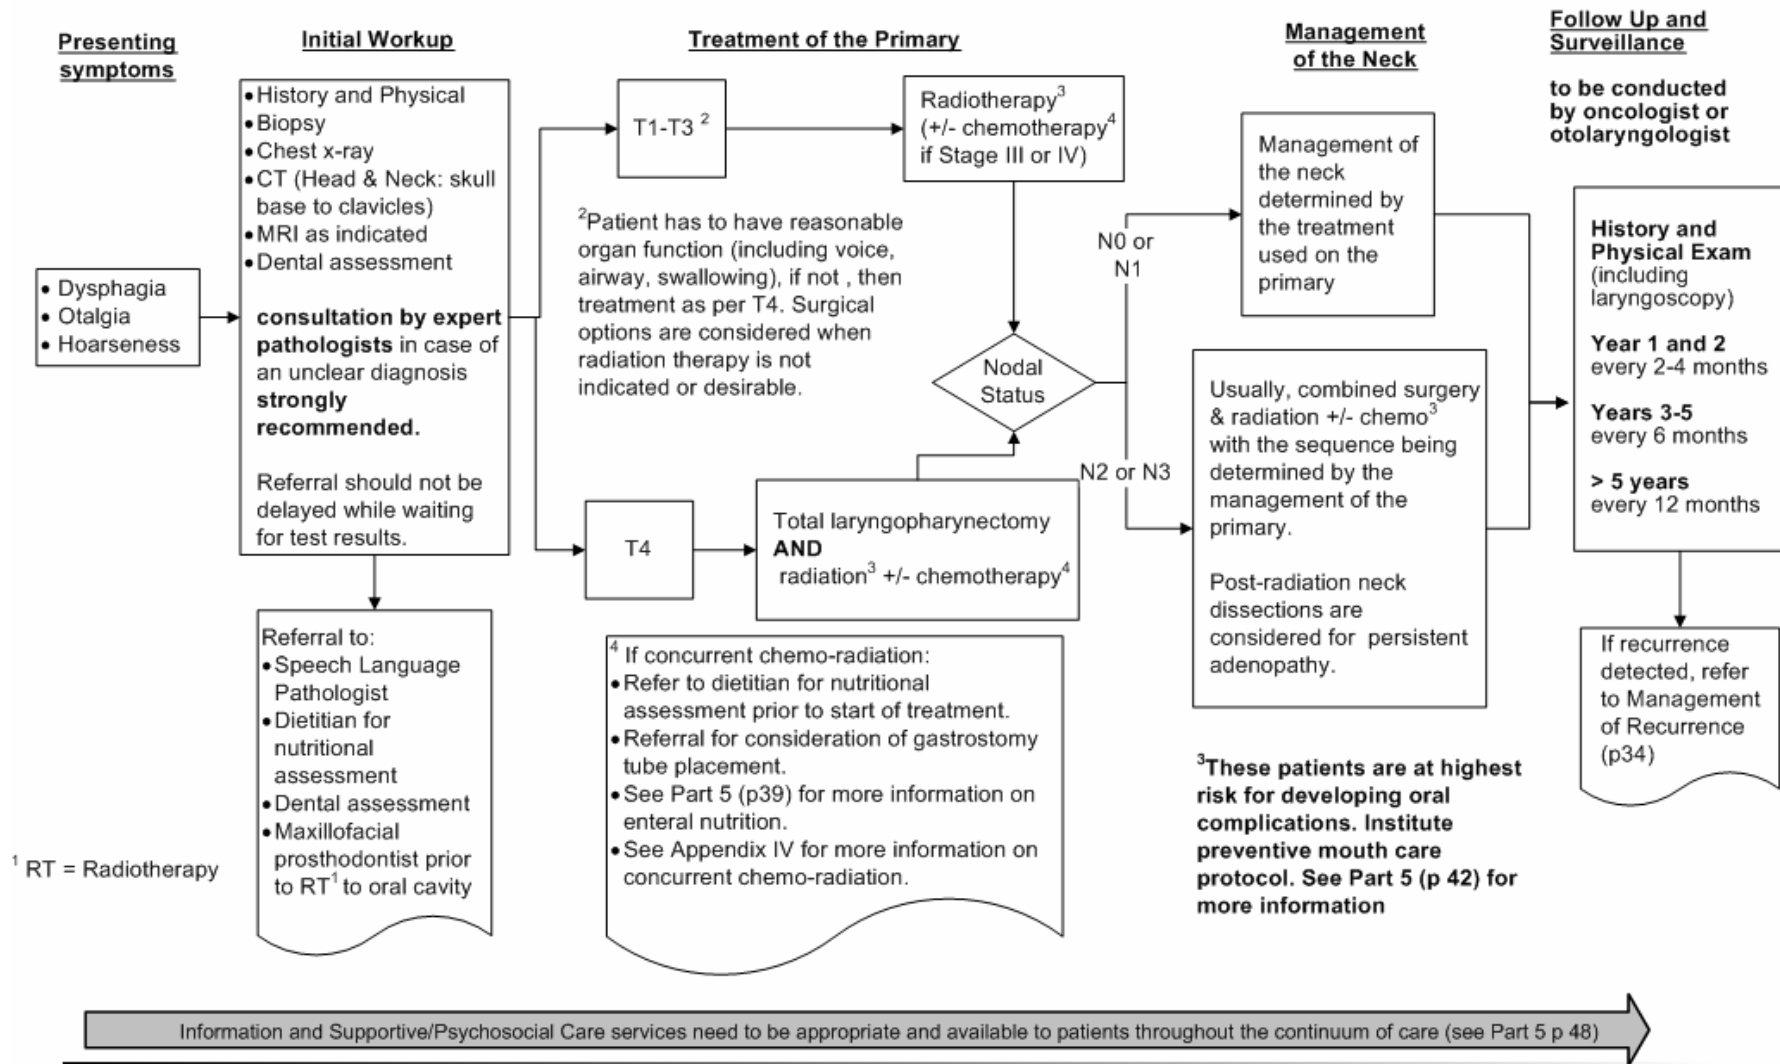 Presenting
symptoms
• Dysphagia
• Otalgia
• Hoarseness
Initial Workup
• History and Physical
• Biopsy
• Chest x-ray
• CT (Head & Neck: skull
base to clavicles)
• MRI as indicated
• Dental assessment
consultation by expert
pathologists in case of
an unclear diagnosis
strongly
recommended.
Referral should not be
delayed while waiting
for test results.
Referral to:
• Speech Language
Pathologist
• Dietitian for
nutritional
assessment
• Dental assessment
• Maxillofacial
prosthodontist prior
to RT¹ to oral cavity
¹ RT = Radiotherapy
Treatment of the Primary
T1-T3 ²
Radiotherapy³
(+/- chemotherapy⁴
if Stage III or IV)
²Patient has to have reasonable
organ function (including voice,
airway, swallowing), if not , then
treatment as per T4. Surgical
options are considered when
radiation therapy is not
indicated or desirable.
Nodal
Status
T4
Total laryngopharynectomy
AND
radiation³ +/- chemotherapy⁴
⁴ If concurrent chemo-radiation:
• Refer to dietitian for nutritional
assessment prior to start of treatment.
• Referral for consideration of gastrostomy
tube placement.
• See Part 5 (p39) for more information on
enteral nutrition.
• See Appendix IV for more information on
concurrent chemo-radiation.
Management
of the Neck
N0 or
N1
Management of
the neck
determined by
the treatment
used on the
primary
N2 or N3
Usually, combined surgery
& radiation +/- chemo³
with the sequence being
determined by the
management of the
primary.
Post-radiation neck
dissections are
considered for persistent
adenopathy.
³These patients are at highest
risk for developing oral
complications. Institute
preventive mouth care
protocol. See Part 5 (p 42) for
more information
Follow Up and
Surveillance
to be conducted
by oncologist or
otolaryngologist
History and
Physical Exam
(including
laryngoscopy)
Year 1 and 2
every 2-4 months
Years 3-5
every 6 months
> 5 years
every 12 months
If recurrence
detected, refer
to Management
of Recurrence
(p34)
Information and Supportive/Psychosocial Care services need to be appropriate and available to patients throughout the continuum of care (see Part 5 p 48)